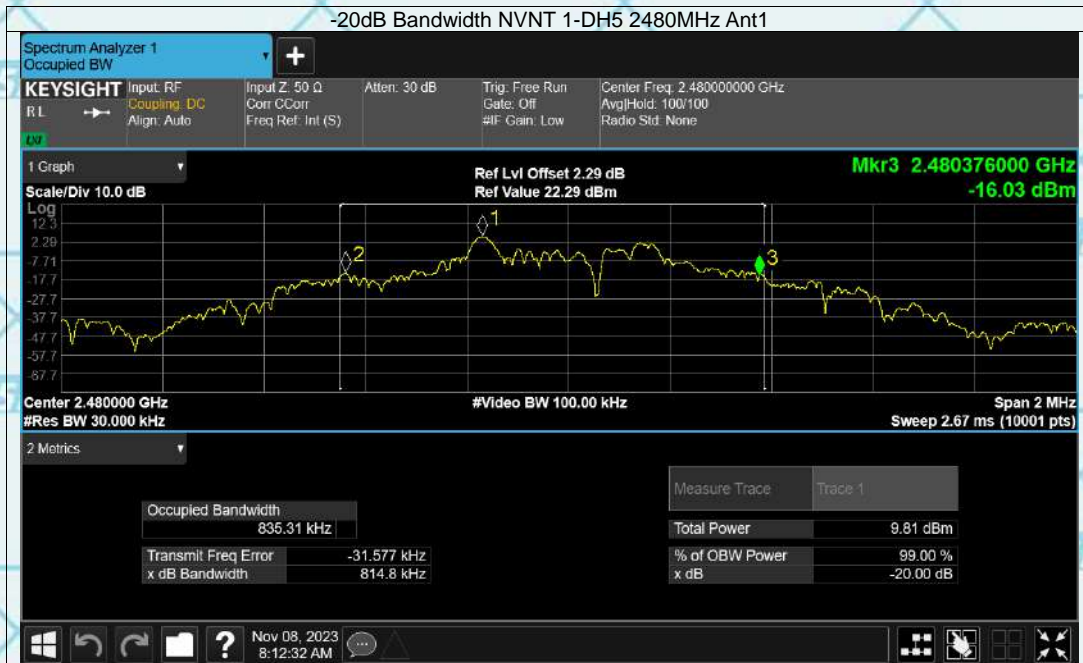 -20dB Bandwidth NVNT 1-DH5 2480MHz Ant1
Spectrum Analyzer 1
Occupied BW
+
KEYSIGHT Input: RF Input Z: 50 Ω Atten: 30 dB Trig: Free Run Center Freq: 2.480000000 GHz
R L Coupling: DC Corr CCorr Gate: Off Avg|Hold: 100/100
Align: Auto Freq Ref: Int (S) #IF Gain: Low Radio Std: None
LXI
1 Graph Ref Lvl Offset 2.29 dB Mkr3 2.480376000 GHz
Scale/Div 10.0 dB Ref Value 22.29 dBm -16.03 dBm
Log
12.3
2.29
-7.71
-17.7
-27.7
-37.7
-47.7
-57.7
-67.7
1
2
3
Center 2.480000 GHz #Video BW 100.00 kHz Span 2 MHz
#Res BW 30.000 kHz Sweep 2.67 ms (10001 pts)
2 Metrics
Measure Trace Trace 1
Occupied Bandwidth
835.31 kHz Total Power 9.81 dBm
Transmit Freq Error -31.577 kHz % of OBW Power 99.00 %
x dB Bandwidth 814.8 kHz x dB -20.00 dB
? Nov 08, 2023
8:12:32 AM